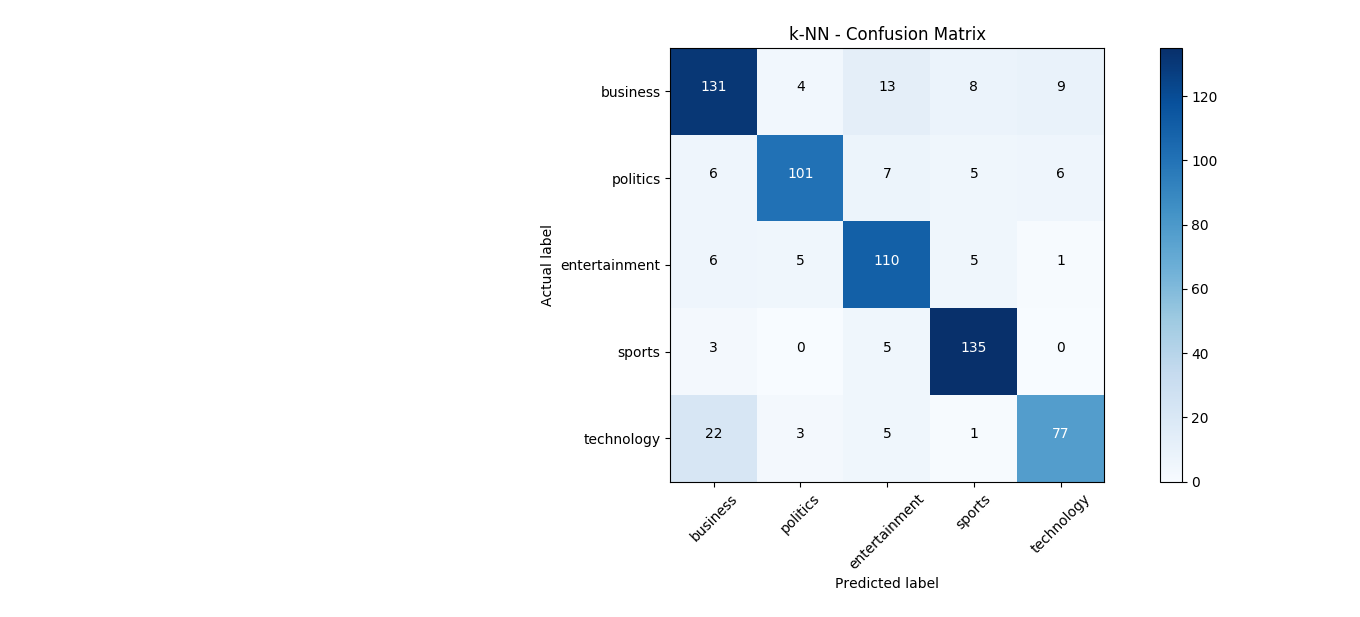 k-NN - Confusion Matrix
business 131 4 13 8 9
politics 6 101 7 5 6
entertainment 6 5 110 5 1
sports 3 0 5 135 0
technology 22 3 5 1 77
Actual label
business politics entertainment sports technology
Predicted label
120
100
80
60
40
20
0